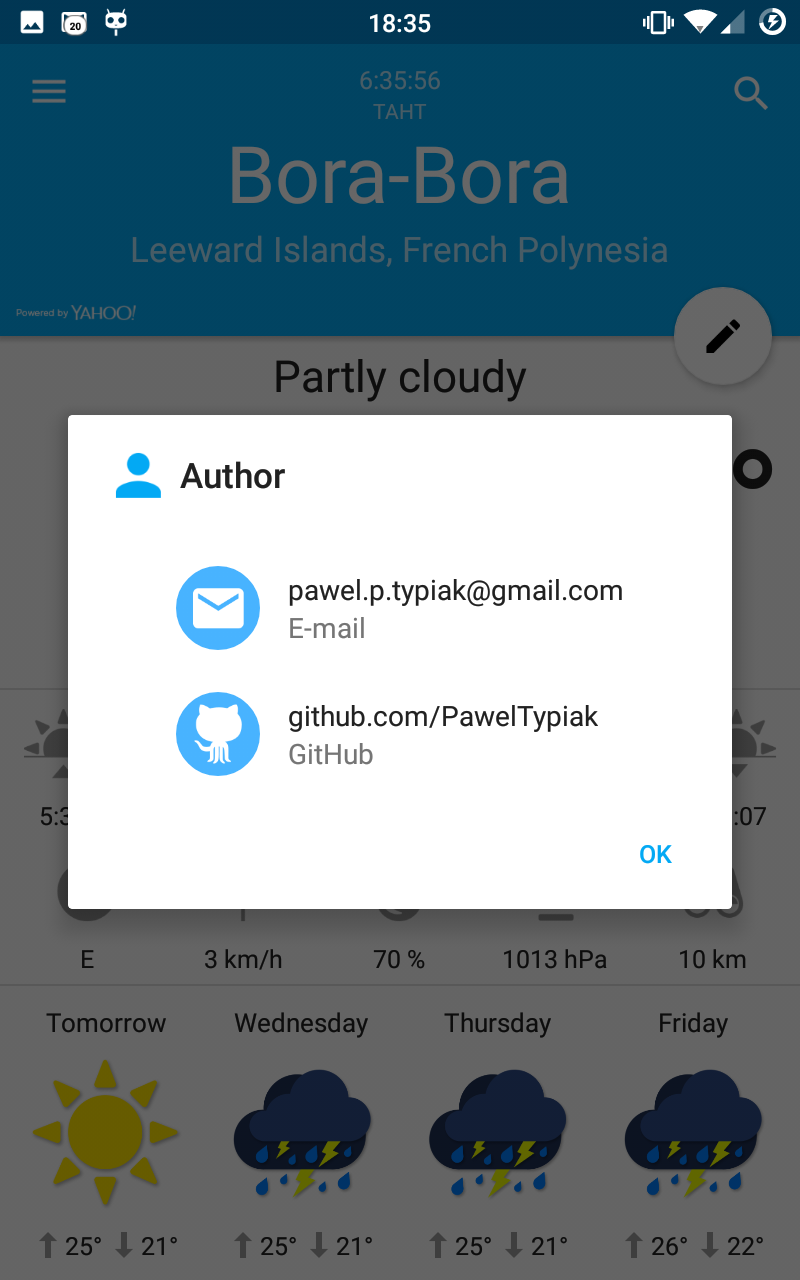 20
18:35
6:35:56
TAHT
Bora-Bora
Leeward Islands, French Polynesia
Powered by YAHOO!
Partly cloudy
Author
pawel.p.typiak@gmail.com
E-mail
github.com/PawelTypiak
GitHub
5:3
:07
OK
E
3 km/h
70 %
1013 hPa
10 km
Tomorrow
Wednesday
Thursday
Friday
25° 21°
25° 21°
25° 21°
26° 22°